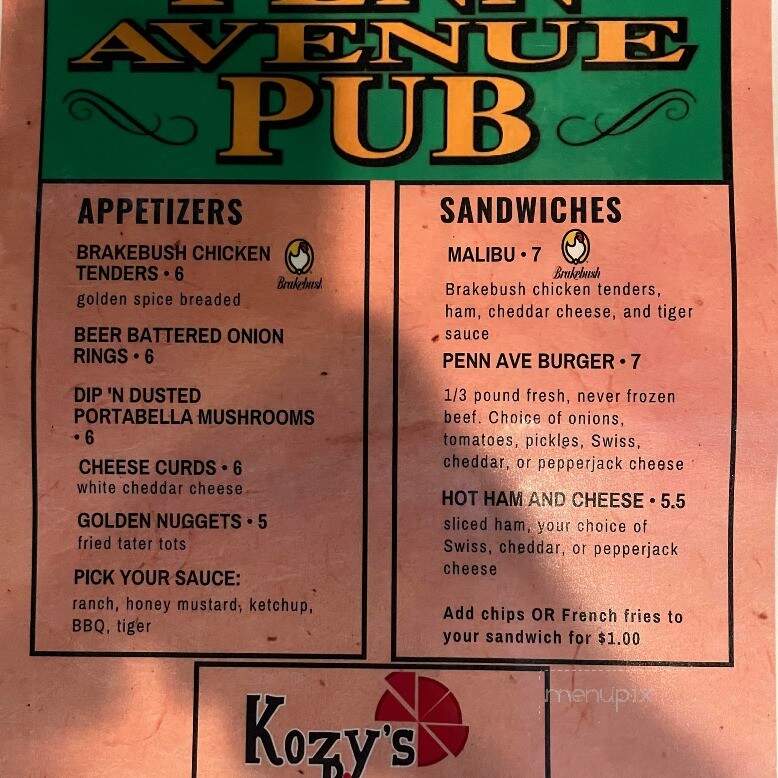 PENN
AVENUE
PUB
APPETIZERS
BRAKEBUSH CHICKEN
TENDERS • 6
Brakebush
golden spice breaded
BEER BATTERED ONION
RINGS • 6
DIP 'N DUSTED
PORTABELLA MUSHROOMS
• 6
CHEESE CURDS • 6
white cheddar cheese
GOLDEN NUGGETS • 5
fried tater tots
PICK YOUR SAUCE:
ranch, honey mustard, ketchup,
BBQ, tiger
SANDWICHES
MALIBU • 7
Brakebush
Brakebush chicken tenders,
ham, cheddar cheese, and tiger
sauce
PENN AVE BURGER • 7
1/3 pound fresh, never frozen
beef. Choice of onions,
tomatoes, pickles, Swiss,
cheddar, or pepperjack cheese
HOT HAM AND CHEESE • 5.5
sliced ham, your choice of
Swiss, cheddar, or pepperjack
cheese
Add chips OR French fries to
your sandwich for $1.00
menupix
Kozy's